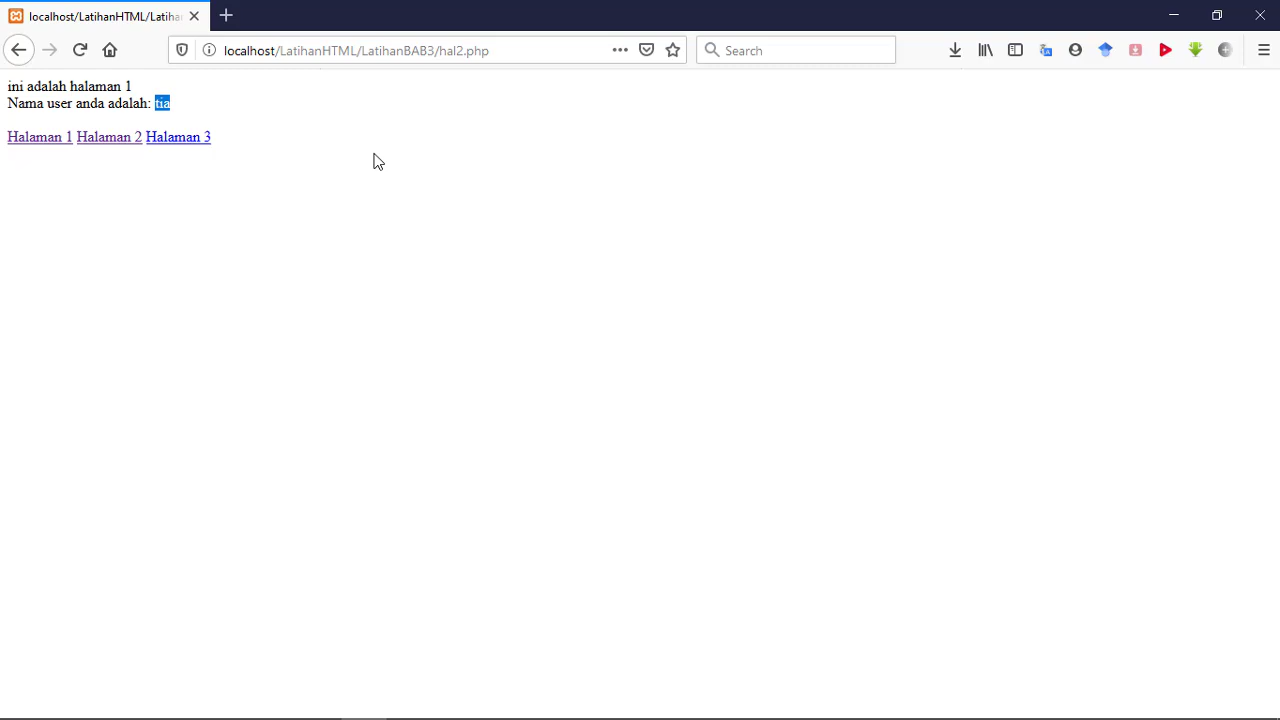 localhost/LatihanHTML/Latiha
localhost/LatihanHTML/LatihanBAB3/hal2.php
Search
ini adalah halaman 1
Nama user anda adalah: tia
Halaman 1 Halaman 2 Halaman 3